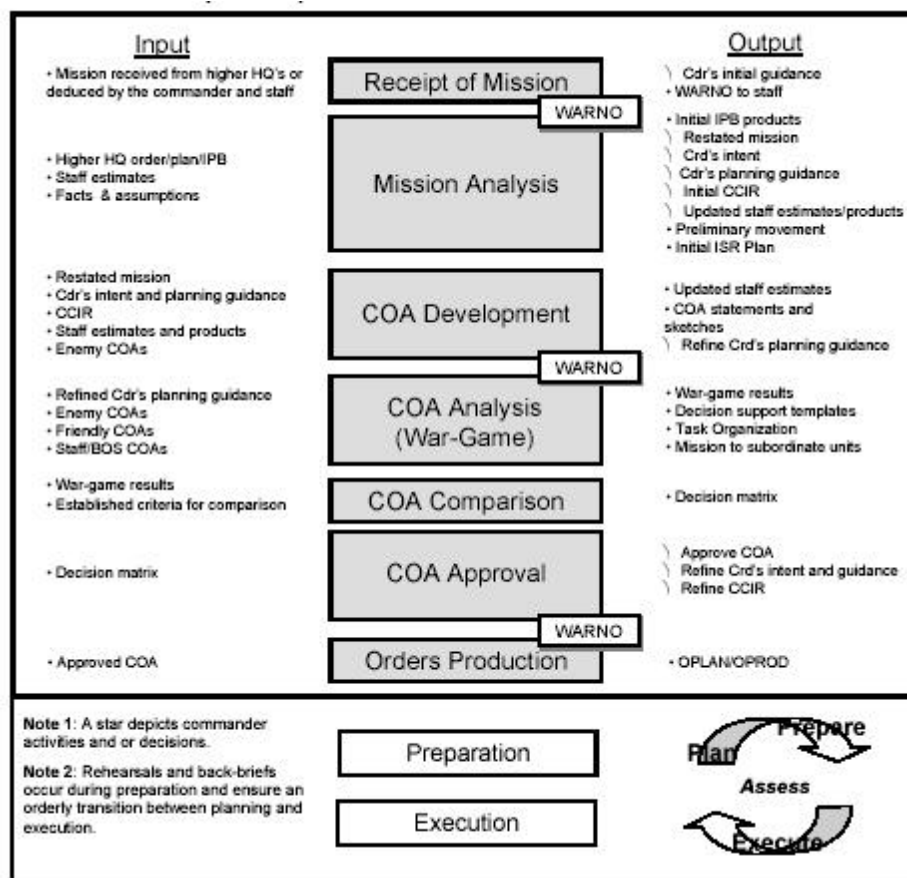 Input
Output
• Mission received from higher HQ's or
deduced by the commander and staff
Receipt of Mission
Cdr's initial guidance
• WARNO to staff
WARNO
• Higher HQ order/plan/IPB
• Staff estimates
• Facts & assumptions
Mission Analysis
• Initial IPB products
Restated mission
Crd's intent
Cdr's planning guidance
Initial CCIR
Updated staff estimates/products
• Preliminary movement
• Initial ISR Plan
• Restated mission
• Cdr's intent and planning guidance
• CCIR
• Staff estimates and products
• Enemy COAs
COA Development
• Updated staff estimates
• COA statements and
sketches
Refine Crd's planning guidance
WARNO
• Refined Cdr's planning guidance
• Enemy COAs
• Friendly COAs
• Staff/BOS COAs
COA Analysis
(War-Game)
• War-game results
• Decision support templates
• Task Organization
• Mission to subordinate units
• War-game results
• Established criteria for comparison
COA Comparison
• Decision matrix
• Decision matrix
COA Approval
Approve COA
Refine Crd's intent and guidance
Refine CCIR
WARNO
• Approved COA
Orders Production
• OPLAN/OPROD
Note 1: A star depicts commander
activities and or decisions.
Note 2: Rehearsals and back-briefs
occur during preparation and ensure an
orderly transition between planning and
execution.
Preparation
Execution
Plan
Prepare
Assess
Execute